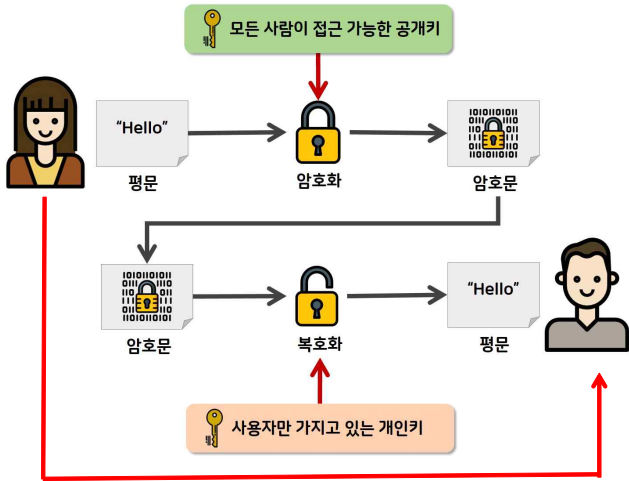 모든 사람이 접근 가능한 공개키
“Hello”
평문
암호화
암호문
암호문
복호화
“Hello”
평문
사용자만 가지고 있는 개인키